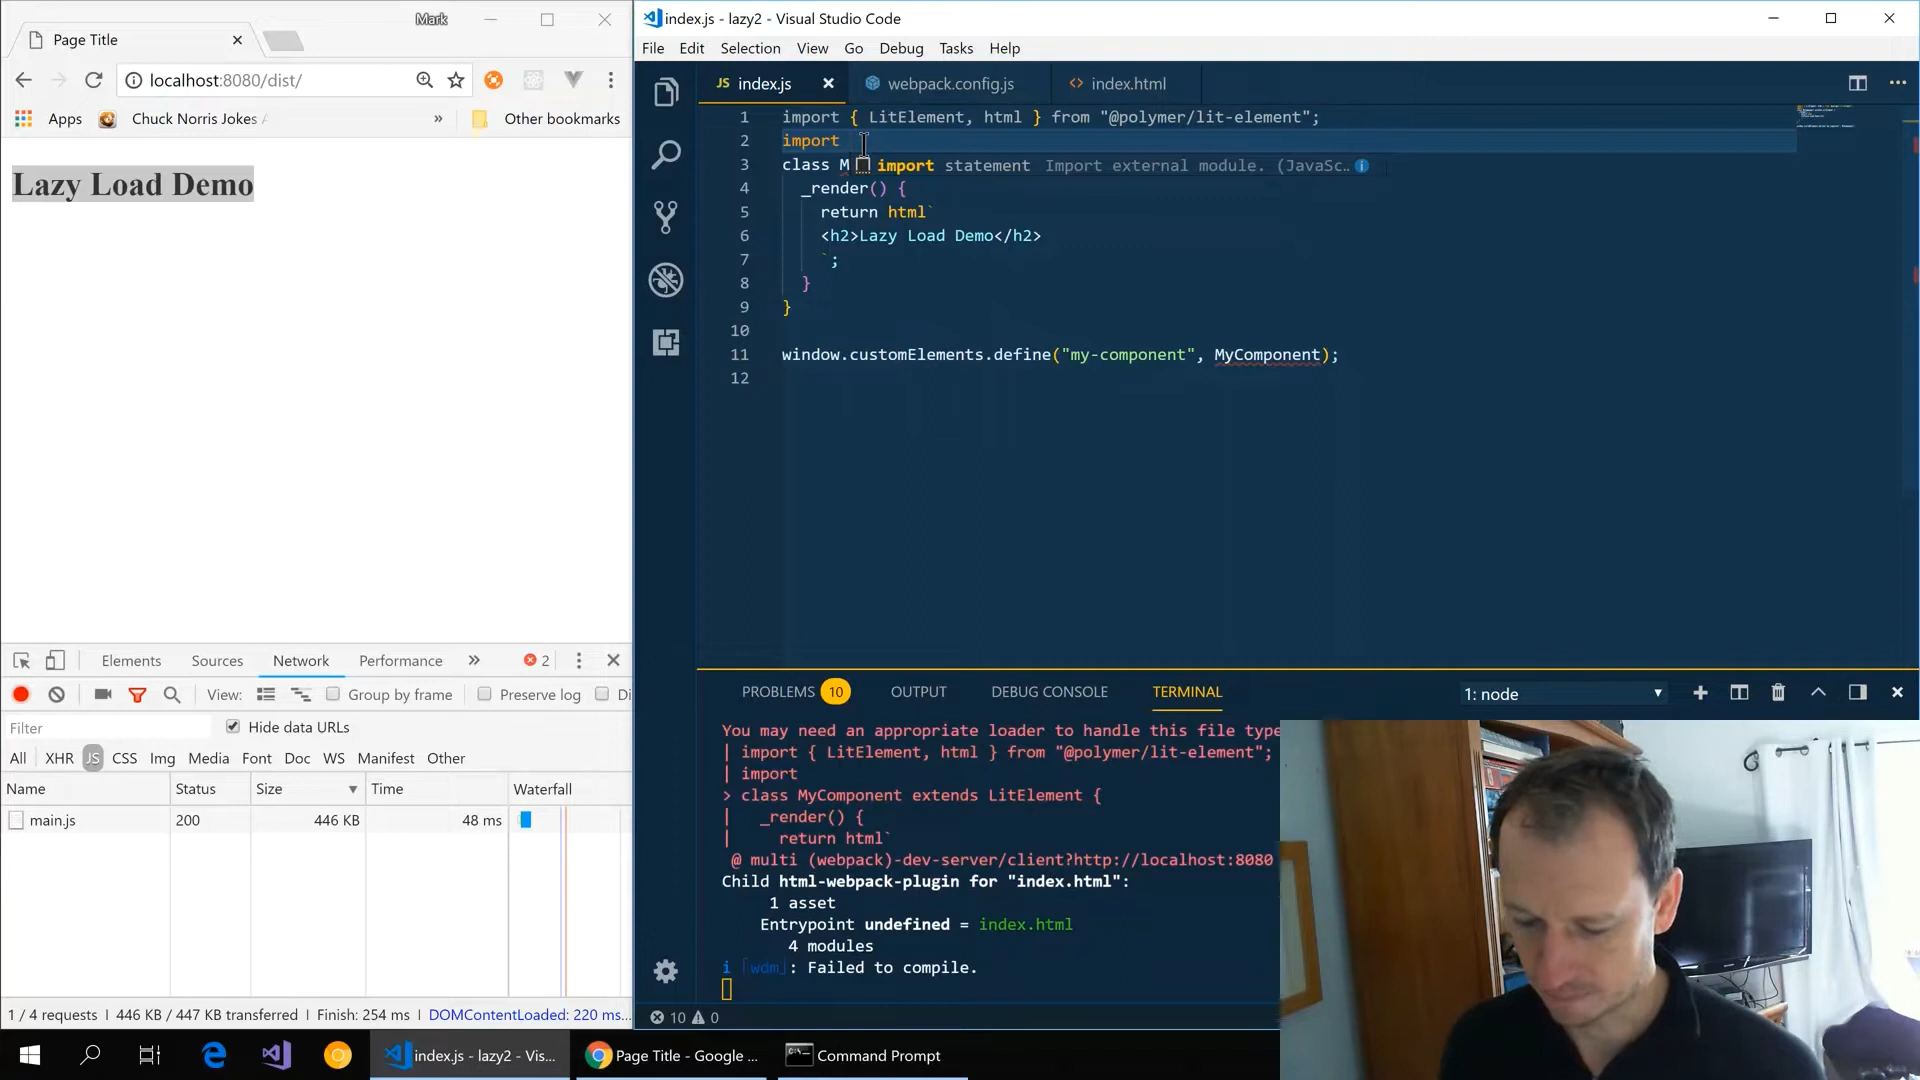 Mark
Page Title
localhost:8080/dist/
Apps
Chuck Norris Jokes
»
Other bookmarks
Lazy Load Demo
Elements
Sources
Network
Performance
»
2
View:
Group by frame
Preserve log
Di
Filter
Hide data URLs
All
XHR
JS
CSS
Img
Media
Font
Doc
WS
Manifest
Other
Name
Status
Size
Time
Waterfall
main.js
200
446 KB
48 ms
1 / 4 requests | 446 KB / 447 KB transferred | Finish: 254 ms | DOMContentLoaded: 220 ms...
index.js - lazy2 - Visual Studio Code
File Edit Selection View Go Debug Tasks Help
JS index.js
webpack.config.js
<> index.html
1 import { LitElement, html } from "@polymer/lit-element";
2 import
3 class M
import statement Import external module. (JavaSc…
4 _render() {
5 return html`
6 <h2>Lazy Load Demo</h2>
7 `;
8 }
9 }
10
11 window.customElements.define("my-component", MyComponent);
12
PROBLEMS 10 OUTPUT DEBUG CONSOLE TERMINAL
1: node
You may need an appropriate loader to handle this file type
| import { LitElement, html } from "@polymer/lit-element";
| import
> class MyComponent extends LitElement {
| _render() {
| return html`
@ multi (webpack)-dev-server/client?http://localhost:8080
Child html-webpack-plugin for "index.html":
1 asset
Entrypoint undefined = index.html
4 modules
i ｢wdm｣: Failed to compile.
10 0
index.js - lazy2 - Vis...
Page Title - Google ...
Command Prompt